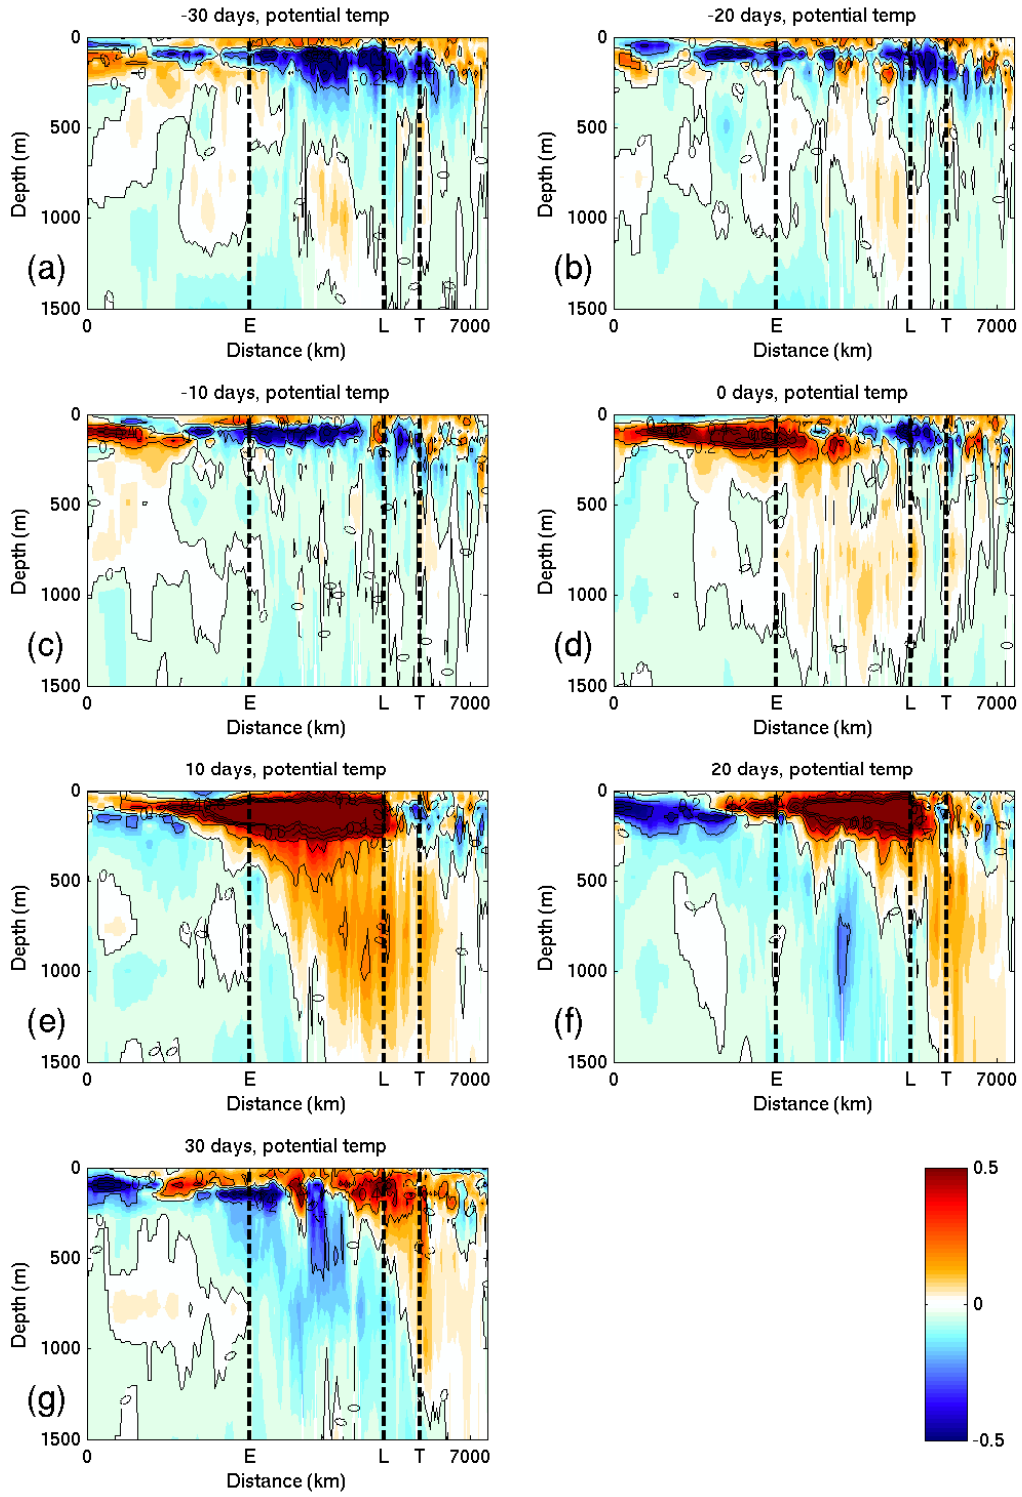 -30 days, potential temp
0
500
1000
1500
Depth (m)
(a)
0 E L T 7000
Distance (km)
-20 days, potential temp
0
500
1000
1500
Depth (m)
(b)
0 E L T 7000
Distance (km)
-10 days, potential temp
0
500
1000
1500
Depth (m)
(c)
0 E L T 7000
Distance (km)
0 days, potential temp
0
500
1000
1500
Depth (m)
(d)
0.2
0 E L T 7000
Distance (km)
10 days, potential temp
0
500
1000
1500
Depth (m)
(e)
0 E L T 7000
Distance (km)
20 days, potential temp
0
500
1000
1500
Depth (m)
(f)
0 E L T 7000
Distance (km)
30 days, potential temp
0
500
1000
1500
Depth (m)
(g)
0 E L T 7000
Distance (km)
0.5
0
-0.5